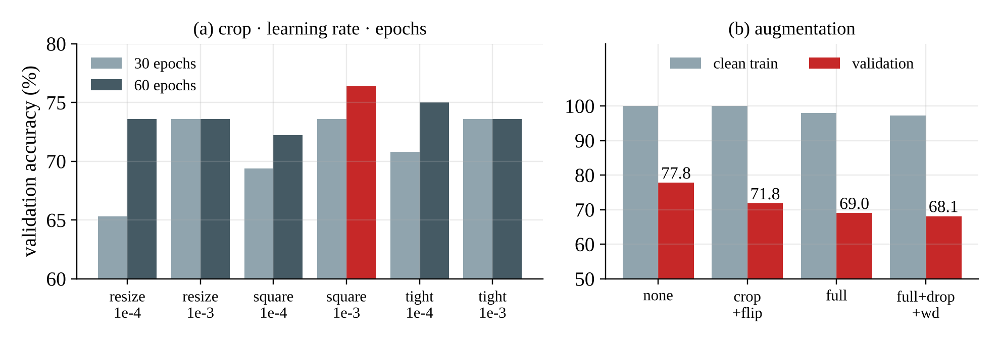 (a) crop · learning rate · epochs
validation accuracy (%)
80
75
70
65
60
30 epochs
60 epochs
resize
1e-4
resize
1e-3
square
1e-4
square
1e-3
tight
1e-4
tight
1e-3
(b) augmentation
clean train
validation
100
90
80
70
60
50
77.8
71.8
69.0
68.1
none
crop
+flip
full
full+drop
+wd